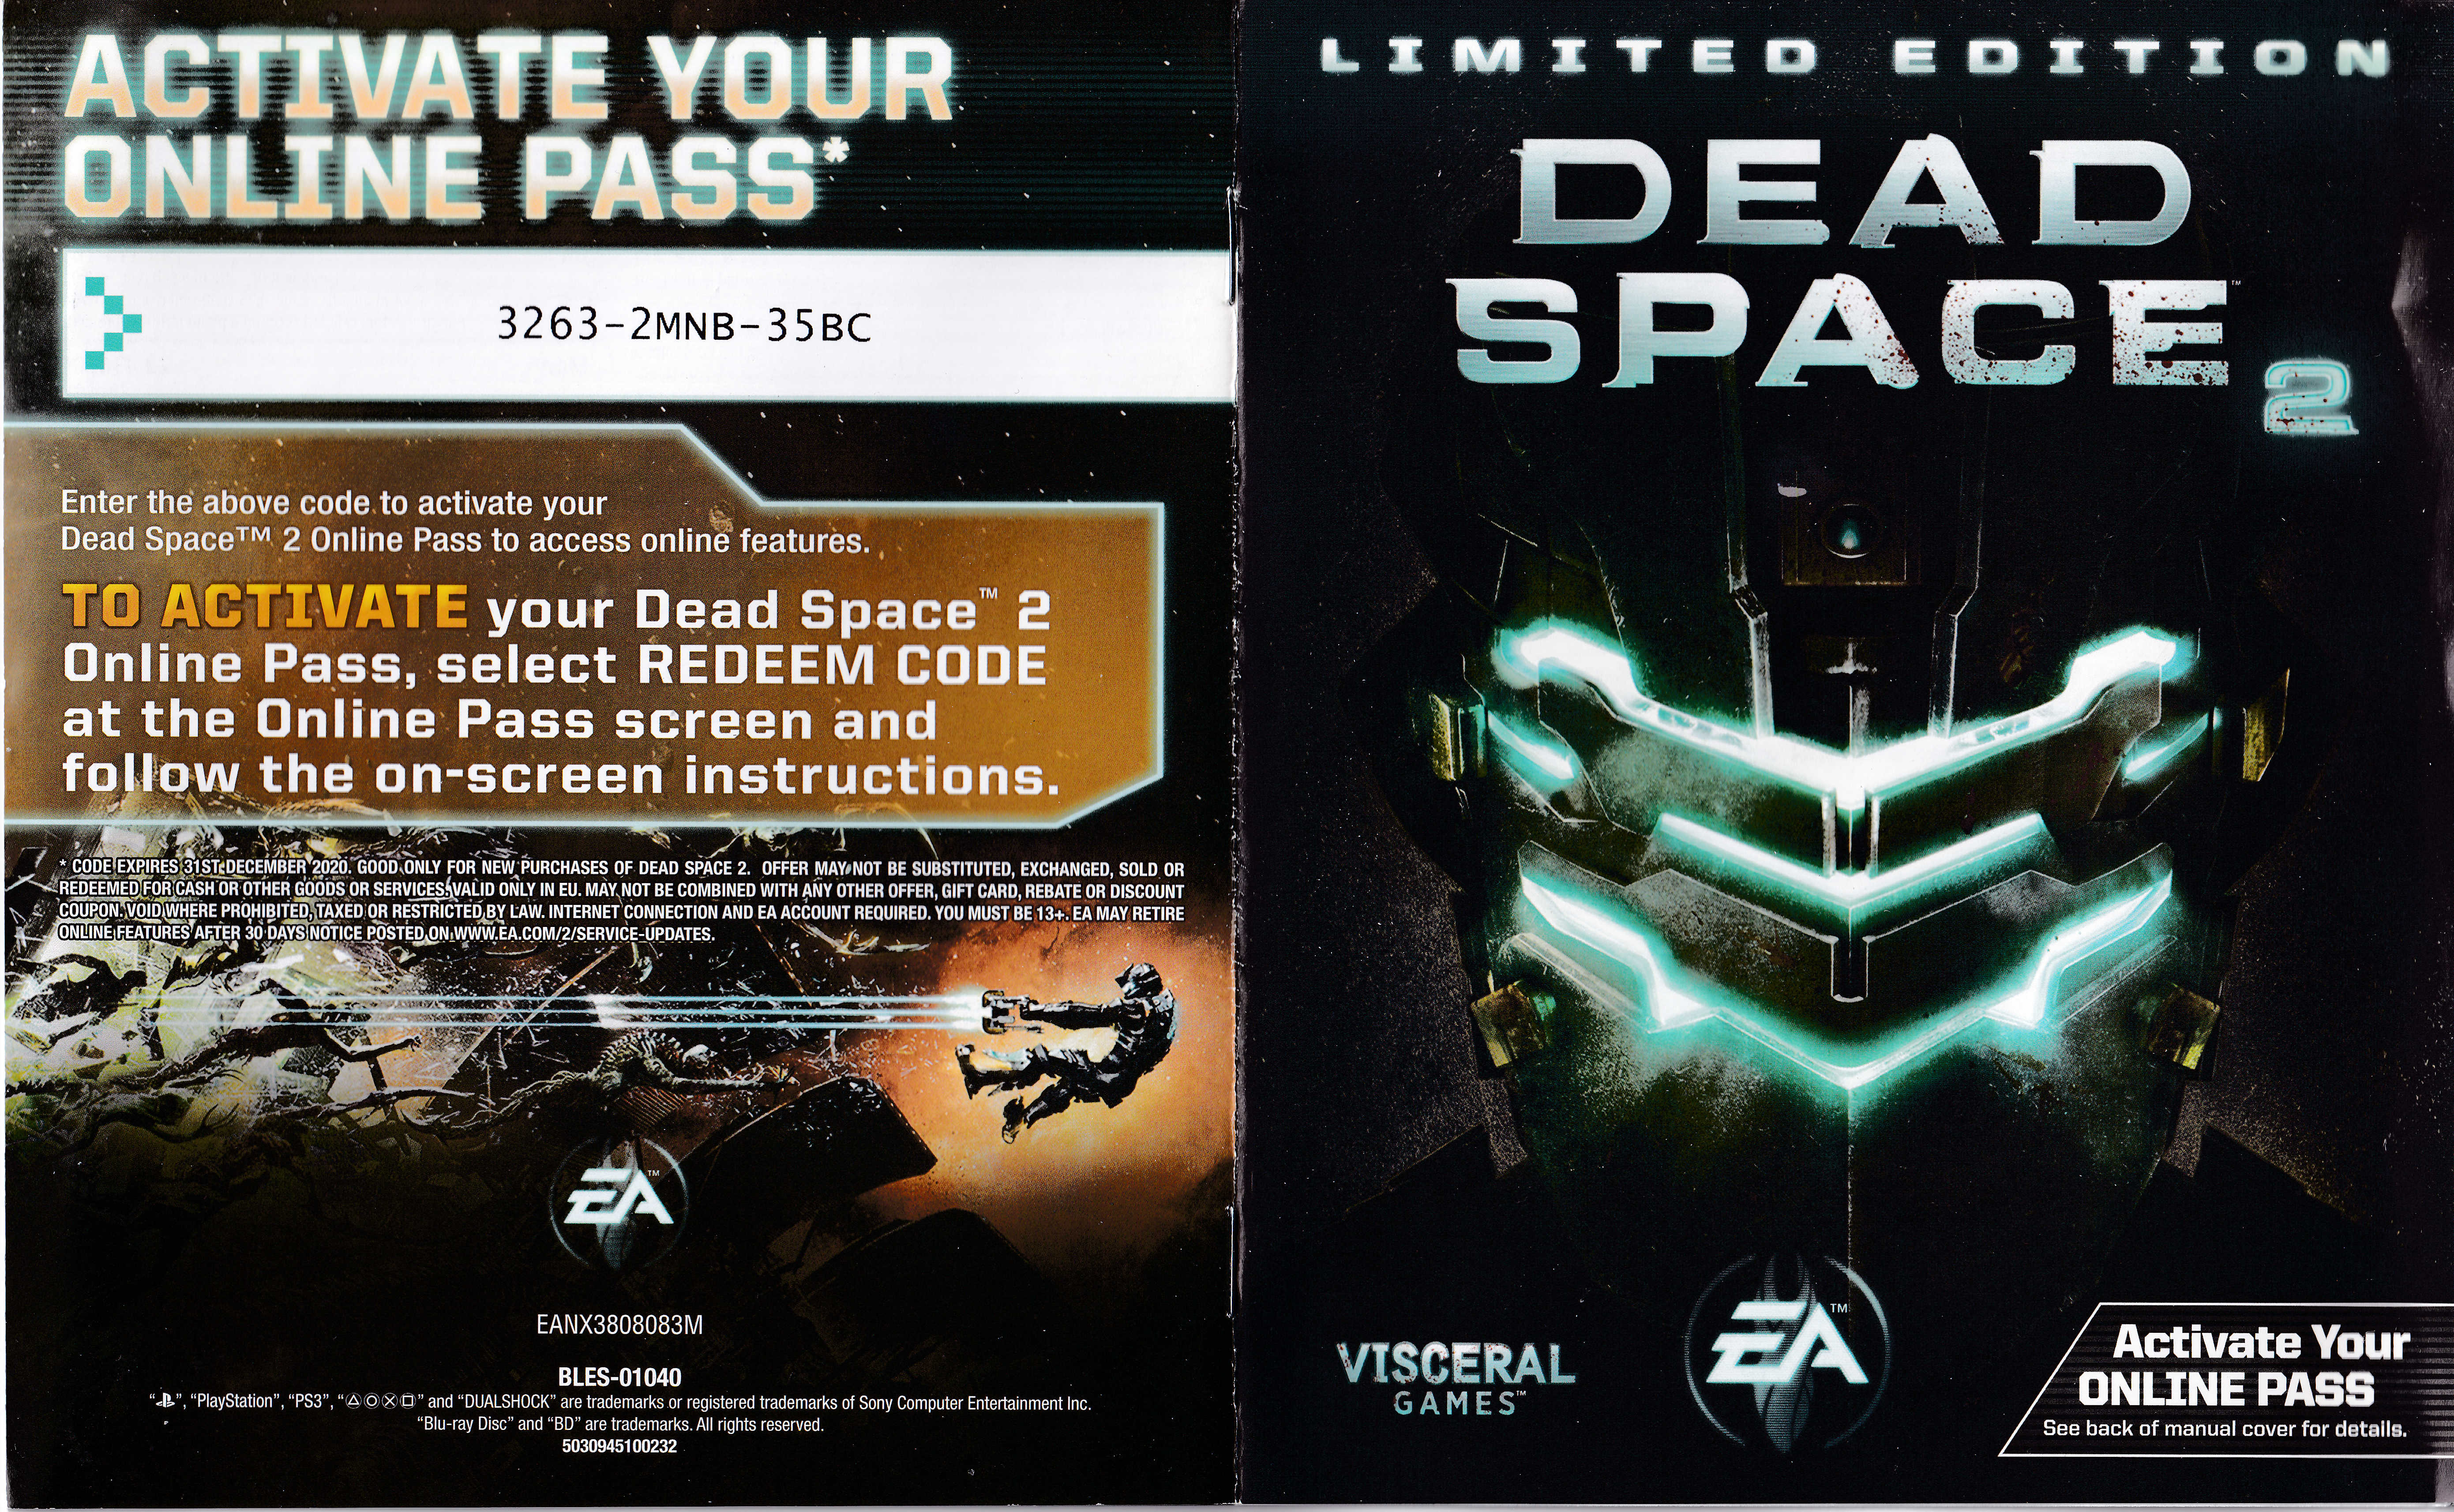 ACTIVATE YOUR
ONLINE PASS*
3263-2MNB-35BC
Enter the above code to activate your
Dead Space™ 2 Online Pass to access online features.
TO ACTIVATE your Dead Space™ 2
Online Pass, select REDEEM CODE
at the Online Pass screen and
follow the on-screen instructions.
* CODE EXPIRES 31ST DECEMBER 2020. GOOD ONLY FOR NEW PURCHASES OF DEAD SPACE 2. OFFER MAY NOT BE SUBSTITUTED, EXCHANGED, SOLD OR
REDEEMED FOR CASH OR OTHER GOODS OR SERVICES. VALID ONLY IN EU. MAY NOT BE COMBINED WITH ANY OTHER OFFER, GIFT CARD, REBATE OR DISCOUNT
COUPON. VOID WHERE PROHIBITED, TAXED OR RESTRICTED BY LAW. INTERNET CONNECTION AND EA ACCOUNT REQUIRED. YOU MUST BE 13+. EA MAY RETIRE
ONLINE FEATURES AFTER 30 DAYS NOTICE POSTED ON WWW.EA.COM/2/SERVICE-UPDATES.
EA™
EANX3808083M
BLES-01040
“PS”, “PlayStation”, “PS3”, “△○✕□” and “DUALSHOCK” are trademarks or registered trademarks of Sony Computer Entertainment Inc.
“Blu-ray Disc” and “BD” are trademarks. All rights reserved.
5030945100232
LIMITED EDITION
DEAD
SPACE™
2
VISCERAL
GAMES™
EA™
Activate Your
ONLINE PASS
See back of manual cover for details.